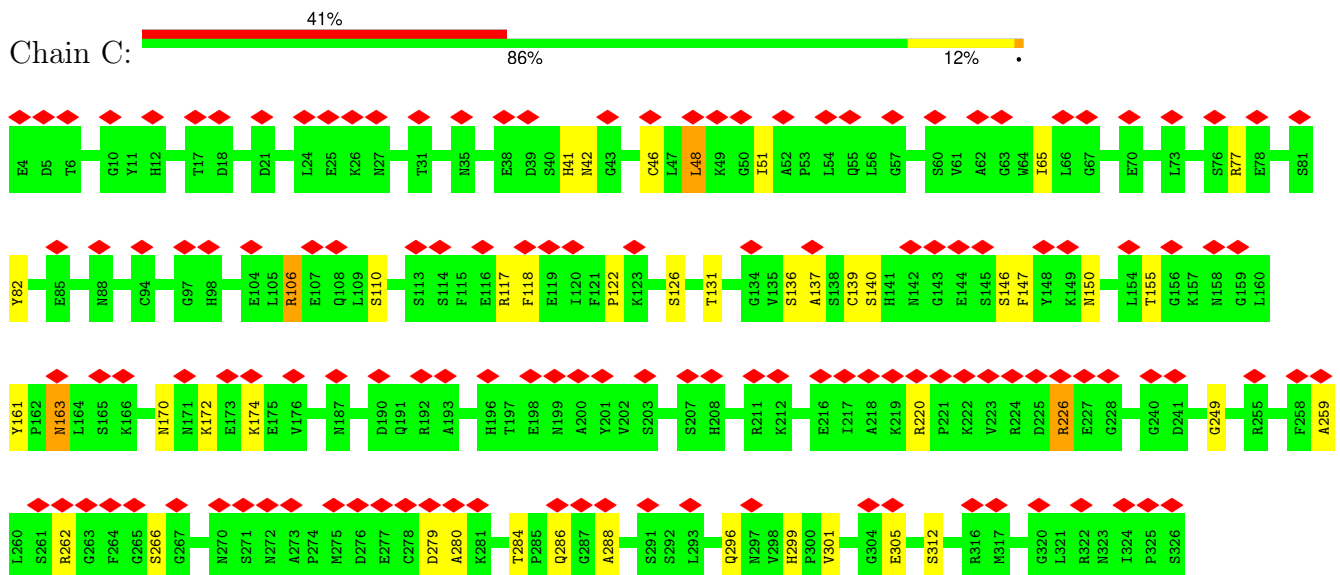 41%
Chain C:
86% 12% •
E4 D5 T6 G10 Y11 H12 T17 D18 D21 L24 E25 K26 N27 T31 N35 E38 D39 S40 H41 N42 G43 C46 L47 L48 K49 G50 I51 A52 P53 L54 Q55 L56 G57 S60 V61 A62 G63 W64 I65 L66 G67 E70 L73 S76 R77 E78 S81
Y82 E85 N88 C94 G97 H98 E104 L105 R106 E107 Q108 L109 S110 S113 S114 F115 E116 R117 F118 E119 I120 F121 P122 K123 S126 T131 G134 V135 S136 A137 S138 C139 S140 H141 N142 G143 E144 S145 S146 F147 Y148 K149 N150 L154 T155 G156 K157 N158 G159 L160
Y161 P162 N163 L164 S165 K166 N170 N171 K172 E173 K174 E175 V176 N187 D190 Q191 R192 A193 H196 T197 E198 N199 A200 Y201 V202 S203 S207 H208 R211 K212 E216 I217 A218 K219 R220 P221 K222 V223 R224 D225 R226 E227 G228 G240 D241 G249 R255 F258 A259
L260 S261 R262 G263 F264 G265 S266 G267 N270 S271 N272 A273 P274 M275 D276 E277 C278 D279 A280 K281 T284 P285 Q286 G287 A288 S291 S292 L293 Q296 N297 V298 H299 P300 V301 G304 E305 S312 R316 M317 G320 L321 R322 N323 I324 P325 S326